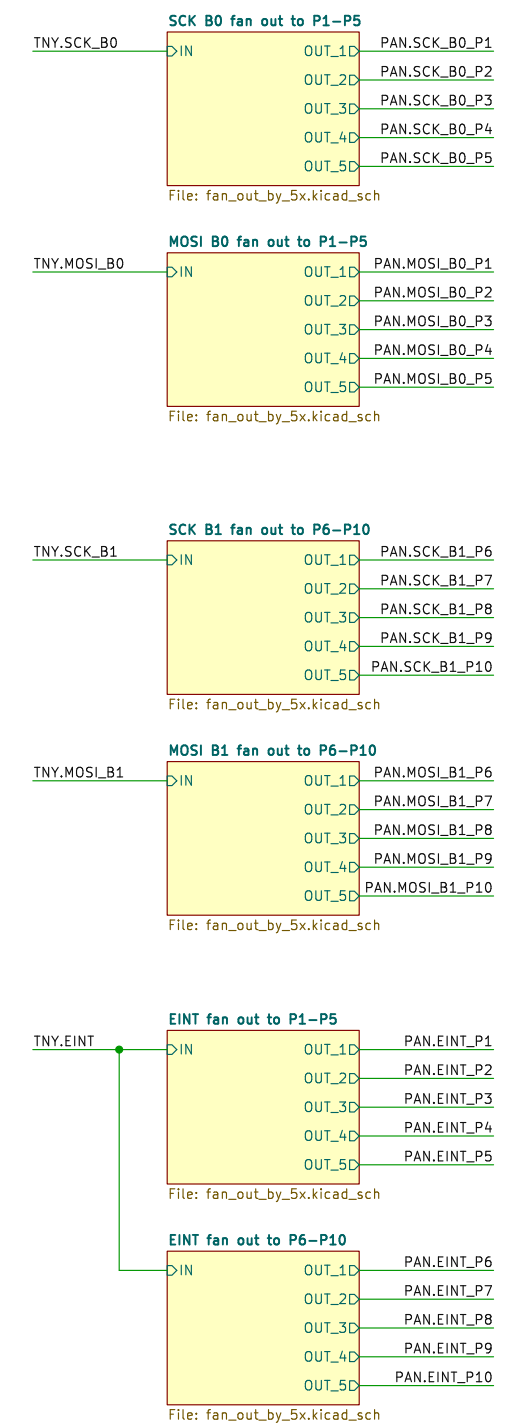 SCK B0 fan out to P1-P5
TNY.SCK_B0
IN
OUT_1
PAN.SCK_B0_P1
OUT_2
PAN.SCK_B0_P2
OUT_3
PAN.SCK_B0_P3
OUT_4
PAN.SCK_B0_P4
OUT_5
PAN.SCK_B0_P5
File: fan_out_by_5x.kicad_sch
MOSI B0 fan out to P1-P5
TNY.MOSI_B0
IN
OUT_1
PAN.MOSI_B0_P1
OUT_2
PAN.MOSI_B0_P2
OUT_3
PAN.MOSI_B0_P3
OUT_4
PAN.MOSI_B0_P4
OUT_5
PAN.MOSI_B0_P5
File: fan_out_by_5x.kicad_sch
SCK B1 fan out to P6-P10
TNY.SCK_B1
IN
OUT_1
PAN.SCK_B1_P6
OUT_2
PAN.SCK_B1_P7
OUT_3
PAN.SCK_B1_P8
OUT_4
PAN.SCK_B1_P9
OUT_5
PAN.SCK_B1_P10
File: fan_out_by_5x.kicad_sch
MOSI B1 fan out to P6-P10
TNY.MOSI_B1
IN
OUT_1
PAN.MOSI_B1_P6
OUT_2
PAN.MOSI_B1_P7
OUT_3
PAN.MOSI_B1_P8
OUT_4
PAN.MOSI_B1_P9
OUT_5
PAN.MOSI_B1_P10
File: fan_out_by_5x.kicad_sch
EINT fan out to P1-P5
TNY.EINT
IN
OUT_1
PAN.EINT_P1
OUT_2
PAN.EINT_P2
OUT_3
PAN.EINT_P3
OUT_4
PAN.EINT_P4
OUT_5
PAN.EINT_P5
File: fan_out_by_5x.kicad_sch
EINT fan out to P6-P10
IN
OUT_1
PAN.EINT_P6
OUT_2
PAN.EINT_P7
OUT_3
PAN.EINT_P8
OUT_4
PAN.EINT_P9
OUT_5
PAN.EINT_P10
File: fan_out_by_5x.kicad_sch